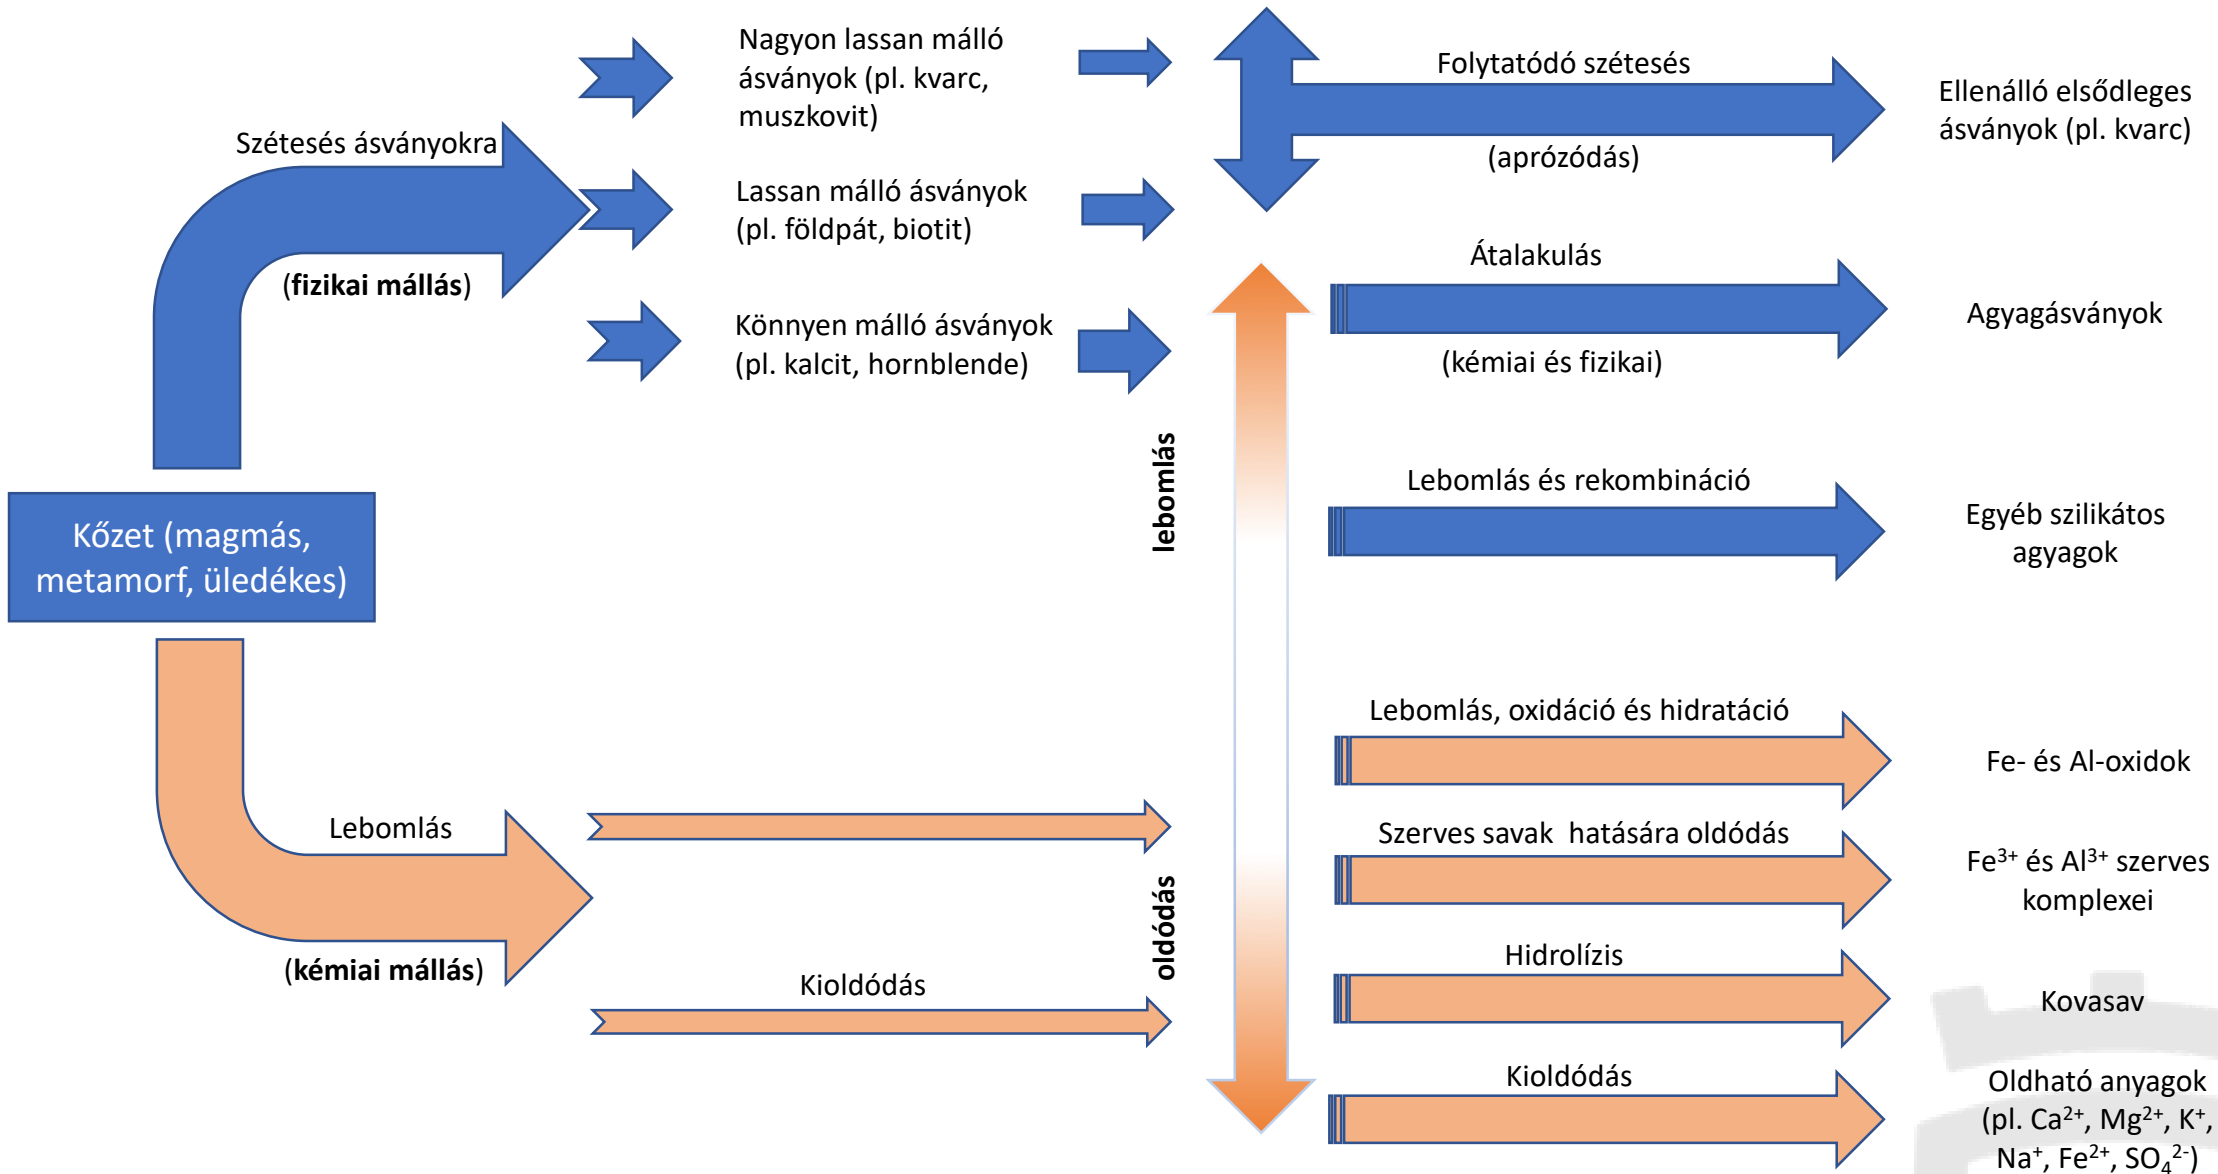 Nagyon lassan málló
ásványok (pl. kvarc,
muszkovit)
Folytatódó szétesés
(aprózódás)
Ellenálló elsődleges
ásványok (pl. kvarc)
Szétesés ásványokra
(fizikai mállás)
Lassan málló ásványok
(pl. földpát, biotit)
Átalakulás
(kémiai és fizikai)
Agyagásványok
Könnyen málló ásványok
(pl. kalcit, hornblende)
lebomlás
Lebomlás és rekombináció
Egyéb szilikátos
agyagok
Kőzet (magmás,
metamorf, üledékes)
Lebomlás, oxidáció és hidratáció
Fe- és Al-oxidok
Lebomlás
(kémiai mállás)
Szerves savak  hatására oldódás
Fe³⁺ és Al³⁺ szerves
komplexei
oldódás
Kioldódás
Hidrolízis
Kovasav
Kioldódás
Oldható anyagok
(pl. Ca²⁺, Mg²⁺, K⁺,
Na⁺, Fe²⁺, SO₄²⁻)